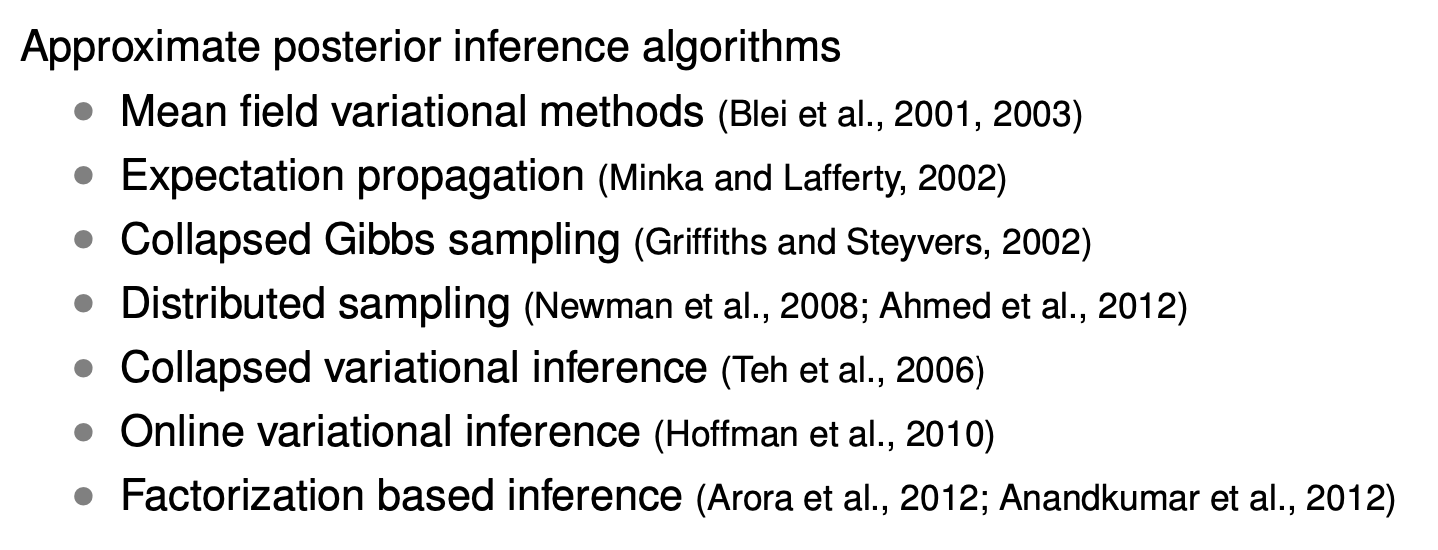 Approximate posterior inference algorithms
• Mean field variational methods (Blei et al., 2001, 2003)
• Expectation propagation (Minka and Lafferty, 2002)
• Collapsed Gibbs sampling (Griffiths and Steyvers, 2002)
• Distributed sampling (Newman et al., 2008; Ahmed et al., 2012)
• Collapsed variational inference (Teh et al., 2006)
• Online variational inference (Hoffman et al., 2010)
• Factorization based inference (Arora et al., 2012; Anandkumar et al., 2012)